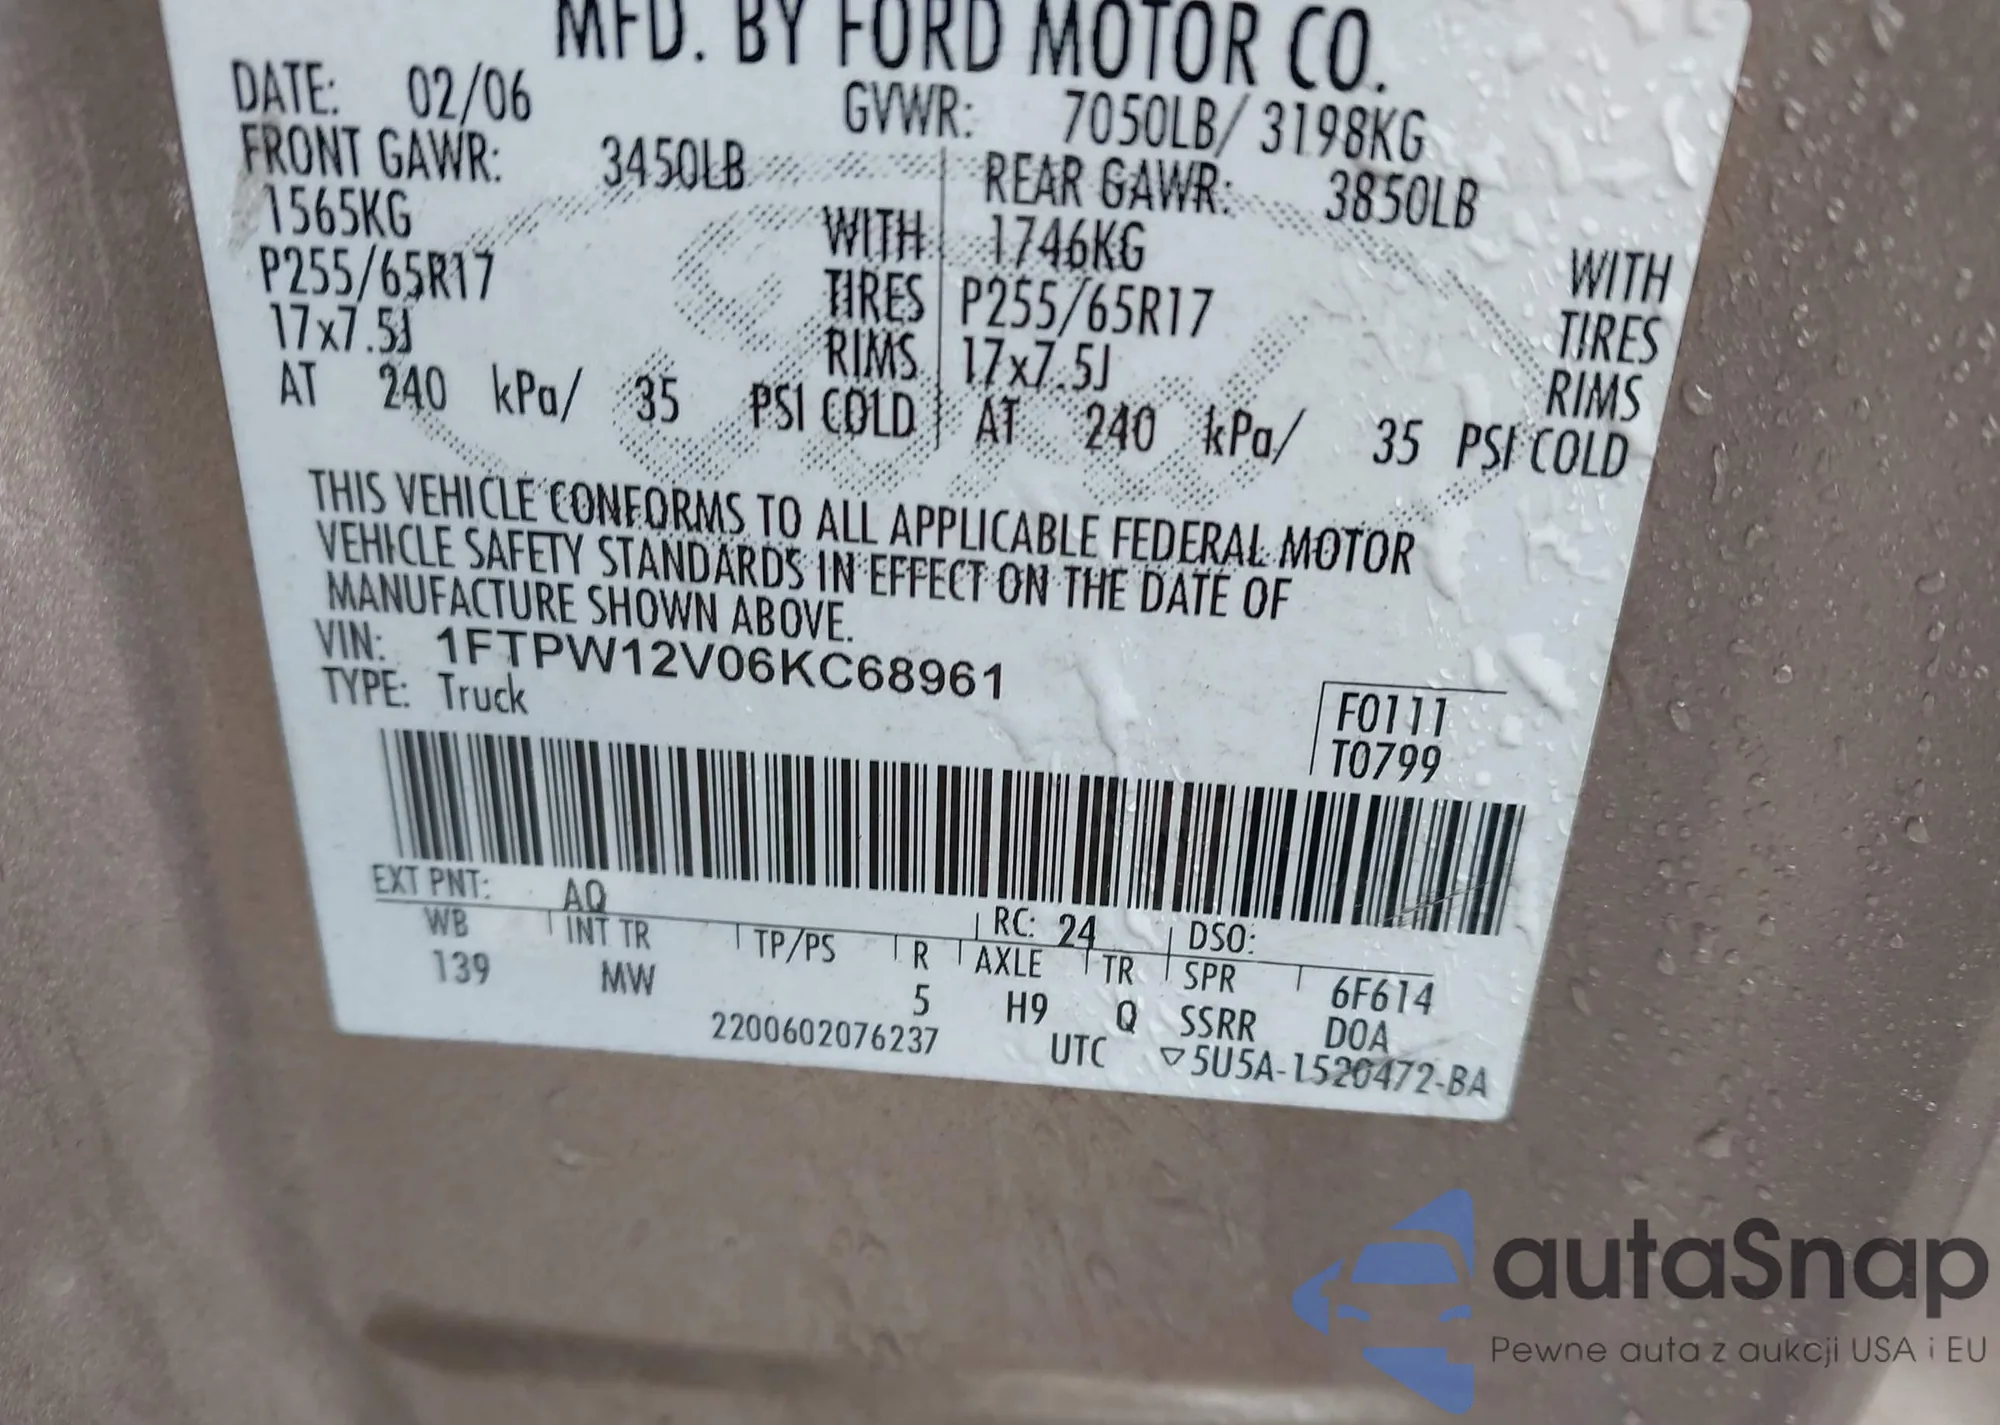 MFD. BY FORD MOTOR CO.
DATE: 02/06 GVWR: 7050LB/ 3198KG
FRONT GAWR: 3450LB REAR GAWR: 3850LB
1565KG WITH 1746KG WITH
P255/65R17 TIRES P255/65R17 TIRES
17x7.5J RIMS 17x7.5J RIMS
AT 240 kPa/ 35 PSI COLD AT 240 kPa/ 35 PSI COLD
THIS VEHICLE CONFORMS TO ALL APPLICABLE FEDERAL MOTOR
VEHICLE SAFETY STANDARDS IN EFFECT ON THE DATE OF
MANUFACTURE SHOWN ABOVE.
VIN: 1FTPW12V06KC68961
TYPE: Truck
F0111
T0799
EXT PNT: AQ RC: 24 DSO:
WB INT TR TP/PS R AXLE TR SPR 6F614
139 MW 5 H9 Q SSRR DOA
2200602076237 UTC ▽5U5A-1520472-BA
autaSnap
Pewne auta z aukcji USA i EU